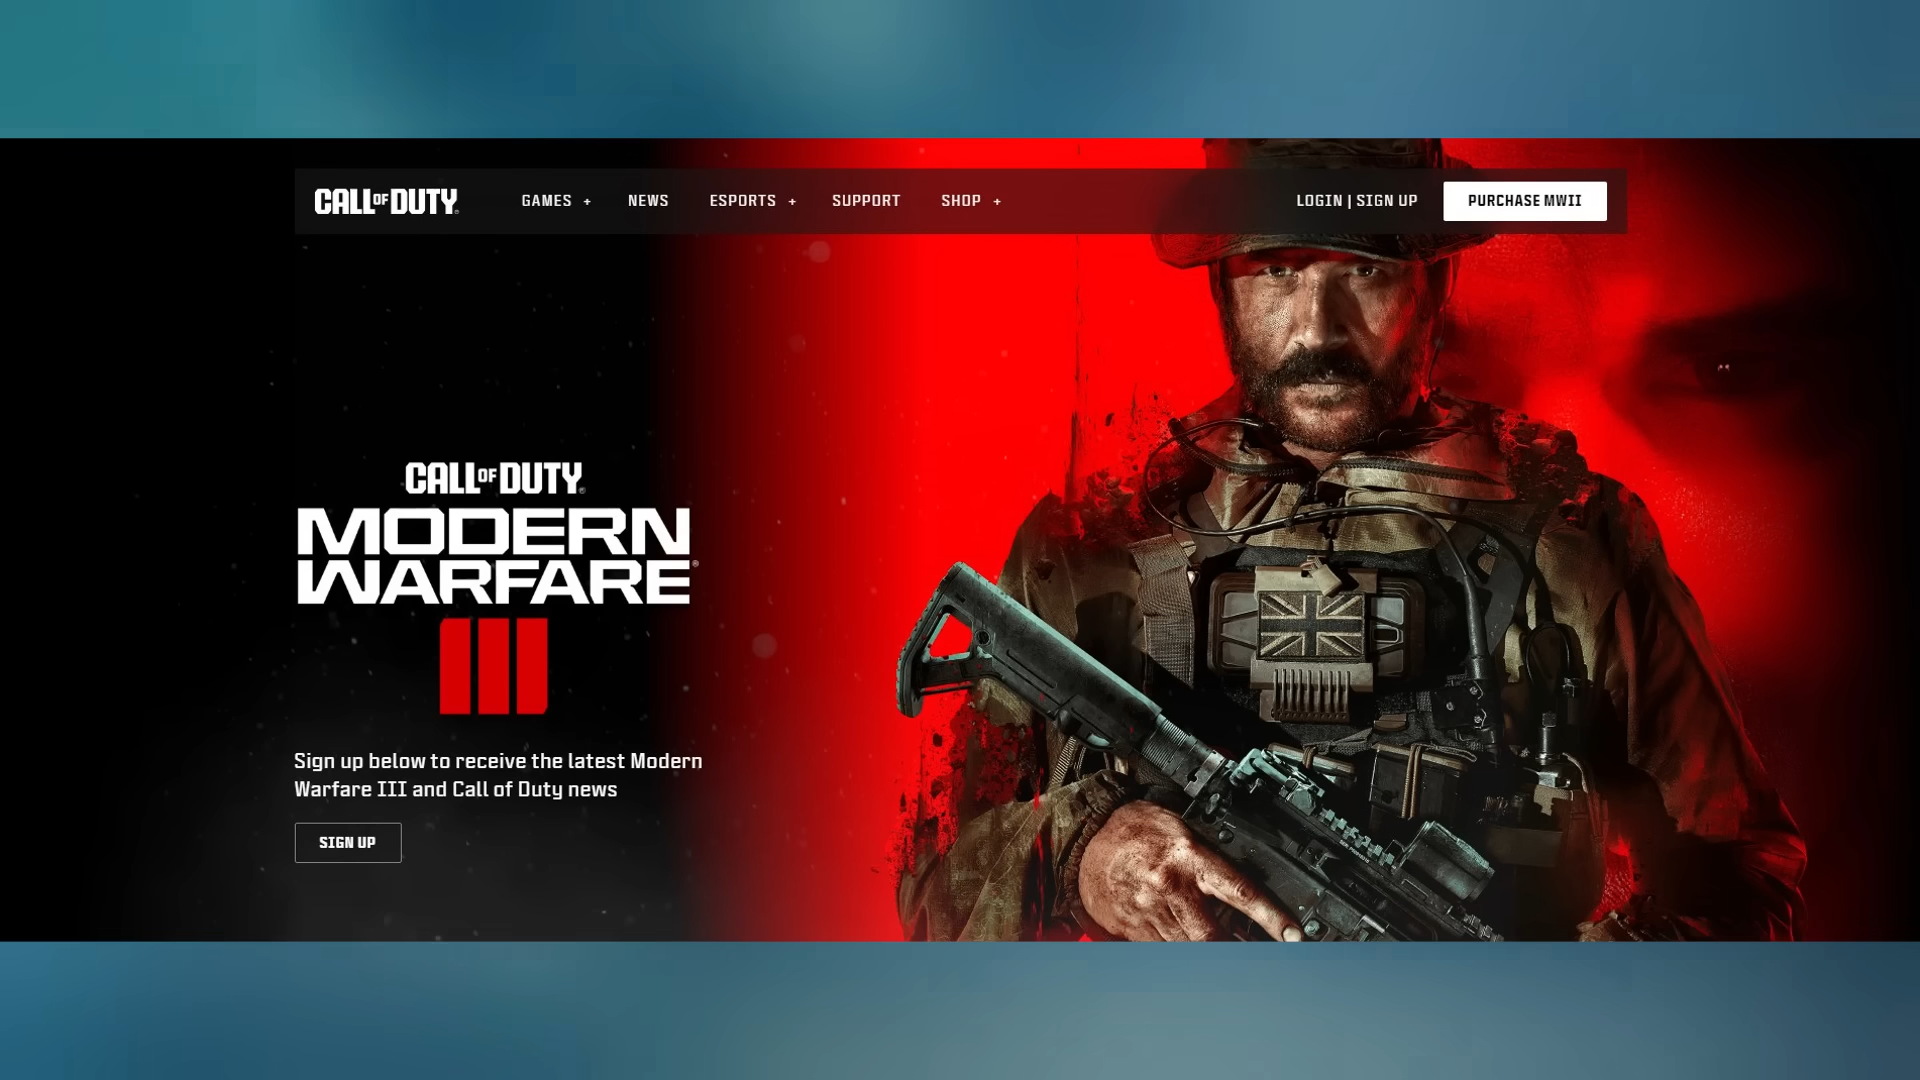 CALL OF DUTY
GAMES +
NEWS
ESPORTS +
SUPPORT
SHOP +
LOGIN | SIGN UP
PURCHASE MWII
CALL OF DUTY
MODERN
WARFARE
III
Sign up below to receive the latest Modern
Warfare III and Call of Duty news
SIGN UP